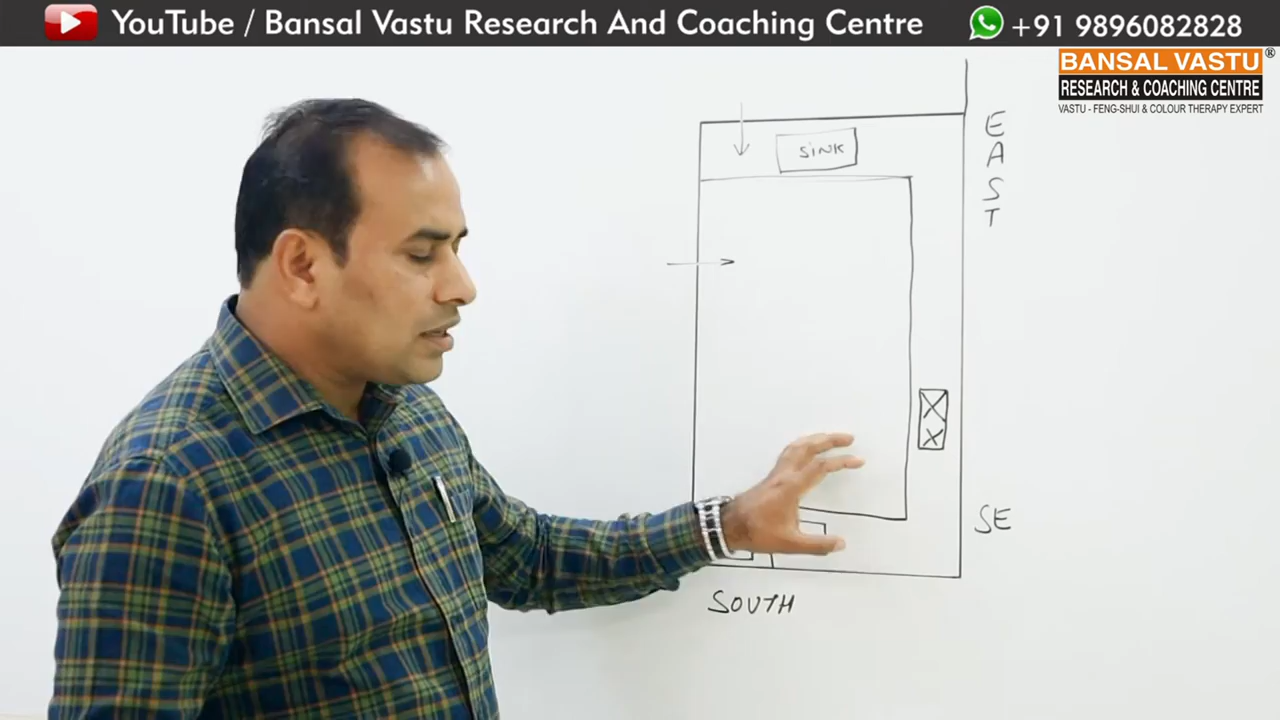 YouTube / Bansal Vastu Research And Coaching Centre
+91 9896082828
BANSAL VASTU®
RESEARCH & COACHING CENTRE
VASTU - FENG-SHUI & COLOUR THERAPY EXPERT
SINK
EAST
SE
SOUTH